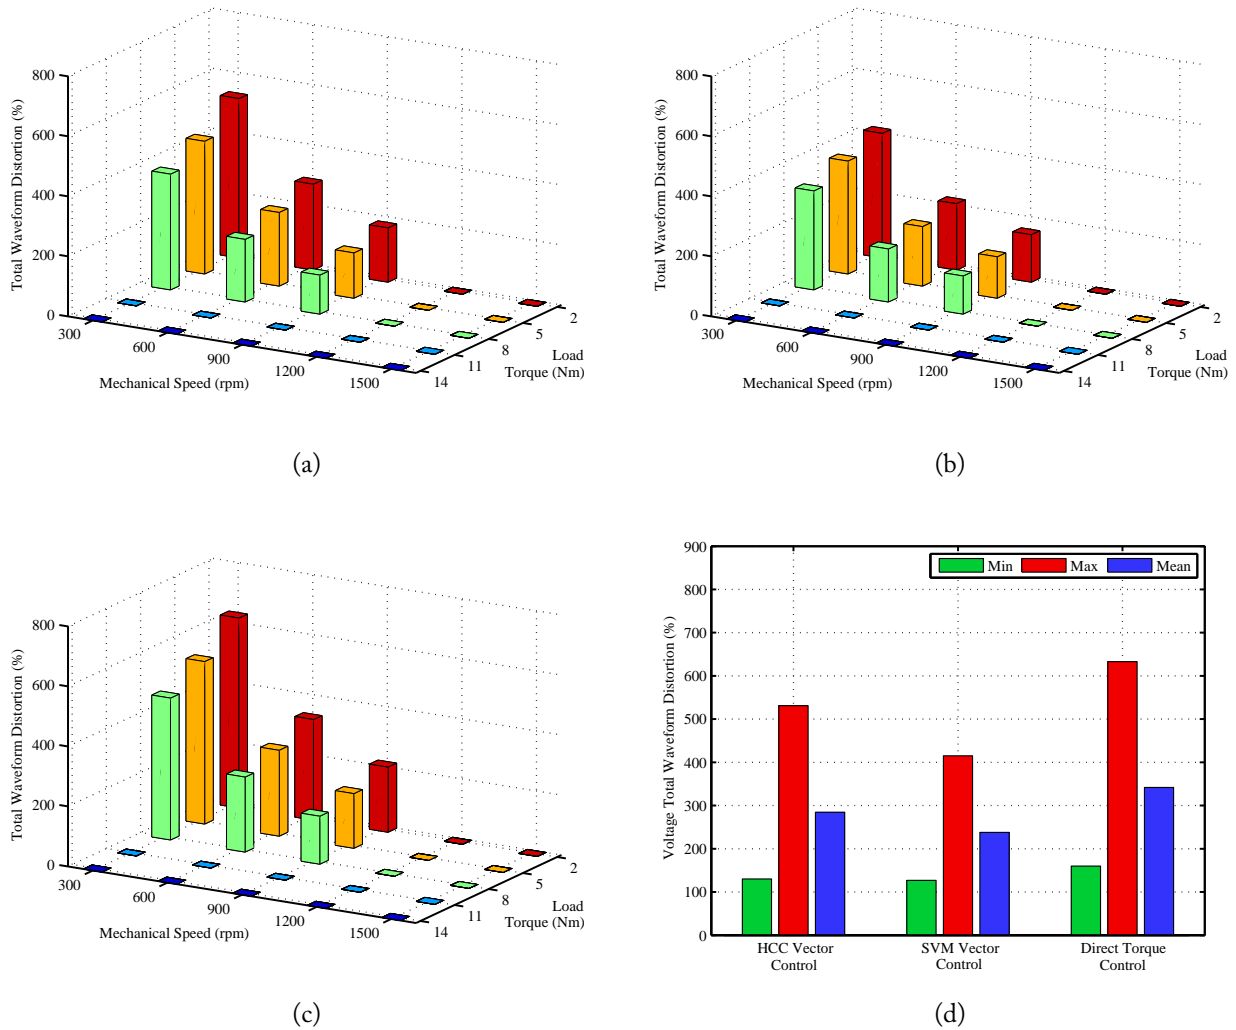 800
600
400
200
0
Total Waveform Distortion (%)
300
600
900
1200
1500
Mechanical Speed (rpm)
2
5
8
11
14
Load
Torque (Nm)
(a)
800
600
400
200
0
Total Waveform Distortion (%)
300
600
900
1200
1500
Mechanical Speed (rpm)
2
5
8
11
14
Load
Torque (Nm)
(b)
800
600
400
200
0
Total Waveform Distortion (%)
300
600
900
1200
1500
Mechanical Speed (rpm)
2
5
8
11
14
Load
Torque (Nm)
(c)
900
800
700
600
500
400
300
200
100
0
Voltage Total Waveform Distortion (%)
Min Max Mean
HCC Vector
Control
SVM Vector
Control
Direct Torque
Control
(d)